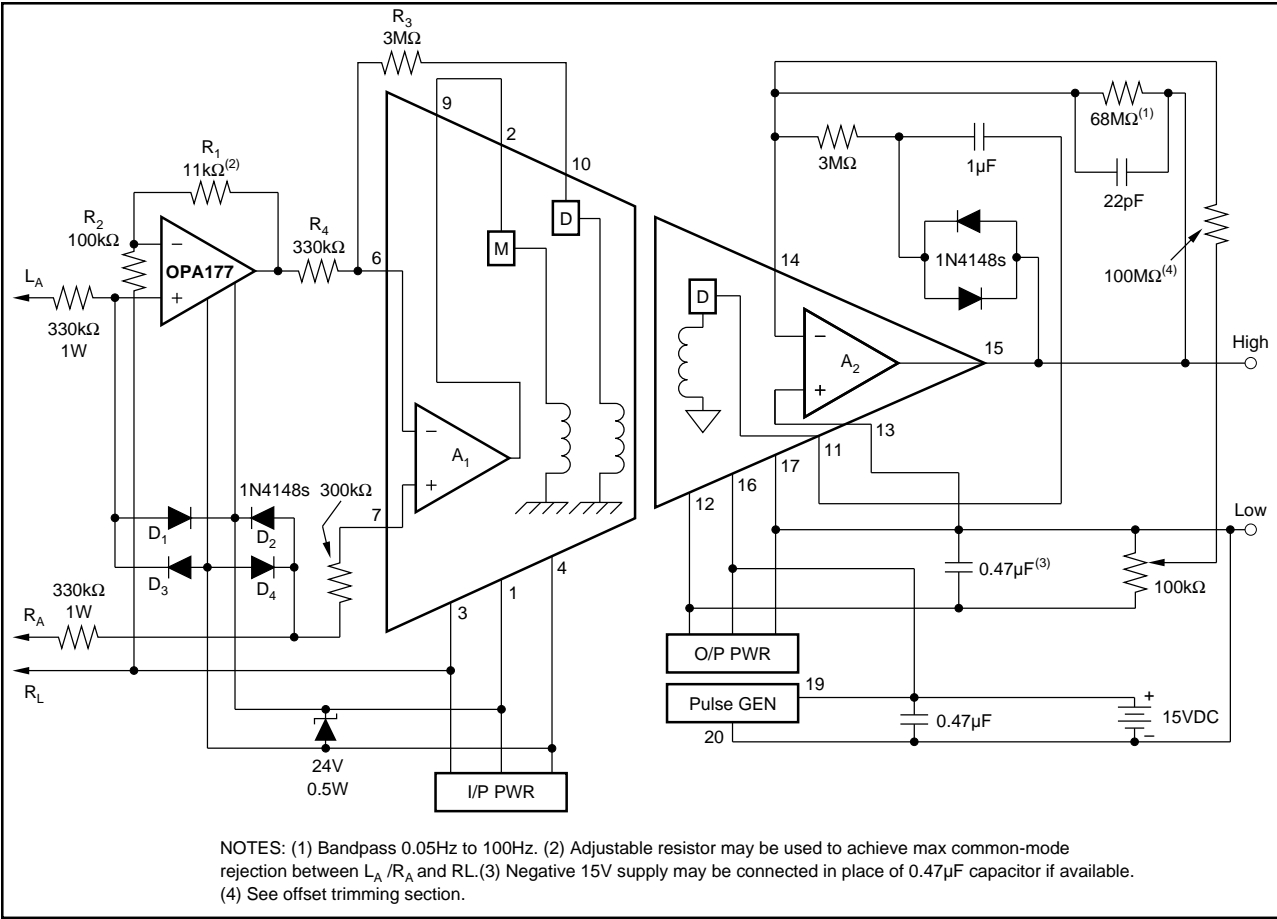 R₃
3MΩ
9
2
10
R₁
11kΩ⁽²⁾
R₂
100kΩ
−
OPA177
+
R₄
330kΩ
6
M
D
L_A
330kΩ
1W
−
A₁
+
1N4148s
D₁
D₂
D₃
D₄
300kΩ
7
330kΩ
1W
R_A
R_L
3
1
4
24V
0.5W
I/P PWR
68MΩ⁽¹⁾
3MΩ
1µF
22pF
14
1N4148s
100MΩ⁽⁴⁾
D
−
A₂
+
15
High
13
11
17
16
12
Low
0.47µF⁽³⁾
100kΩ
O/P PWR
Pulse GEN
19
20
0.47µF
+
15VDC
−
NOTES: (1) Bandpass 0.05Hz to 100Hz. (2) Adjustable resistor may be used to achieve max common-mode
rejection between L_A /R_A and RL.(3) Negative 15V supply may be connected in place of 0.47µF capacitor if available.
(4) See offset trimming section.